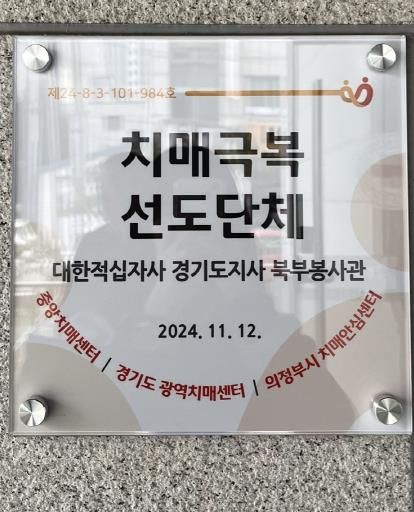 제24-8-3-101-984호
치매극복
선도단체
대한적십자사 경기도지사 북부봉사관
2024. 11. 12.
중앙치매센터 | 경기도 광역치매센터 | 의정부시 치매안심센터